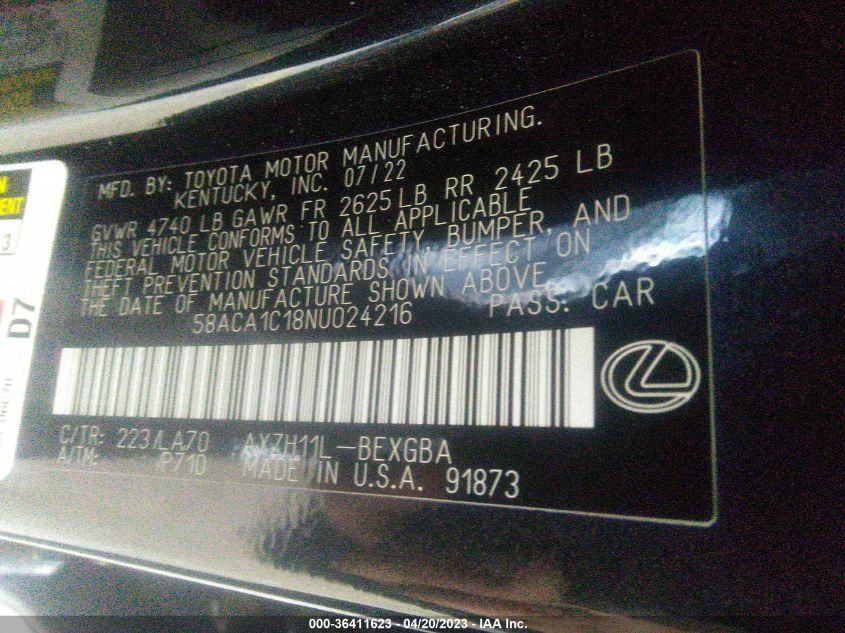 MFD. BY: TOYOTA MOTOR MANUFACTURING.
KENTUCKY, INC. 07/22
GVWR 4740 LB GAWR FR 2625 LB RR 2425 LB
THIS VEHICLE CONFORMS TO ALL APPLICABLE
FEDERAL MOTOR VEHICLE SAFETY, BUMPER, AND
THEFT PREVENTION STANDARDS IN EFFECT ON
THE DATE OF MANUFACTURE SHOWN ABOVE.
58ACA1C18NU024216 PASS. CAR
C/TR: 223/LA70 AXZH11L-BEXGBA
A/TM: P710 MADE IN U.S.A. 91873
3
D7
000-36411623 - 04/20/2023 - IAA Inc.